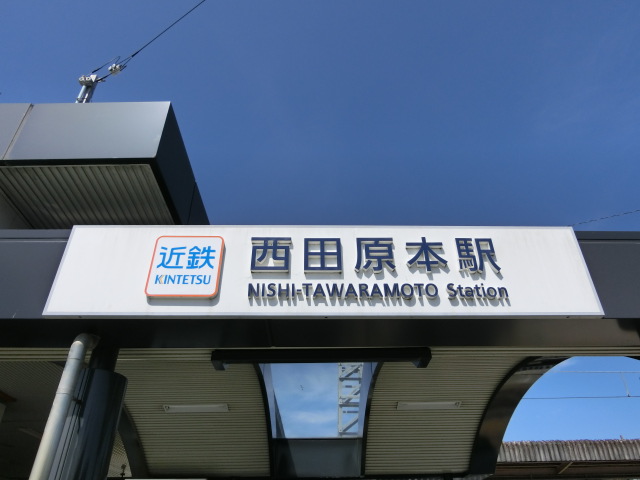 近鉄
KINTETSU
西田原本駅
NISHI-TAWARAMOTO Station